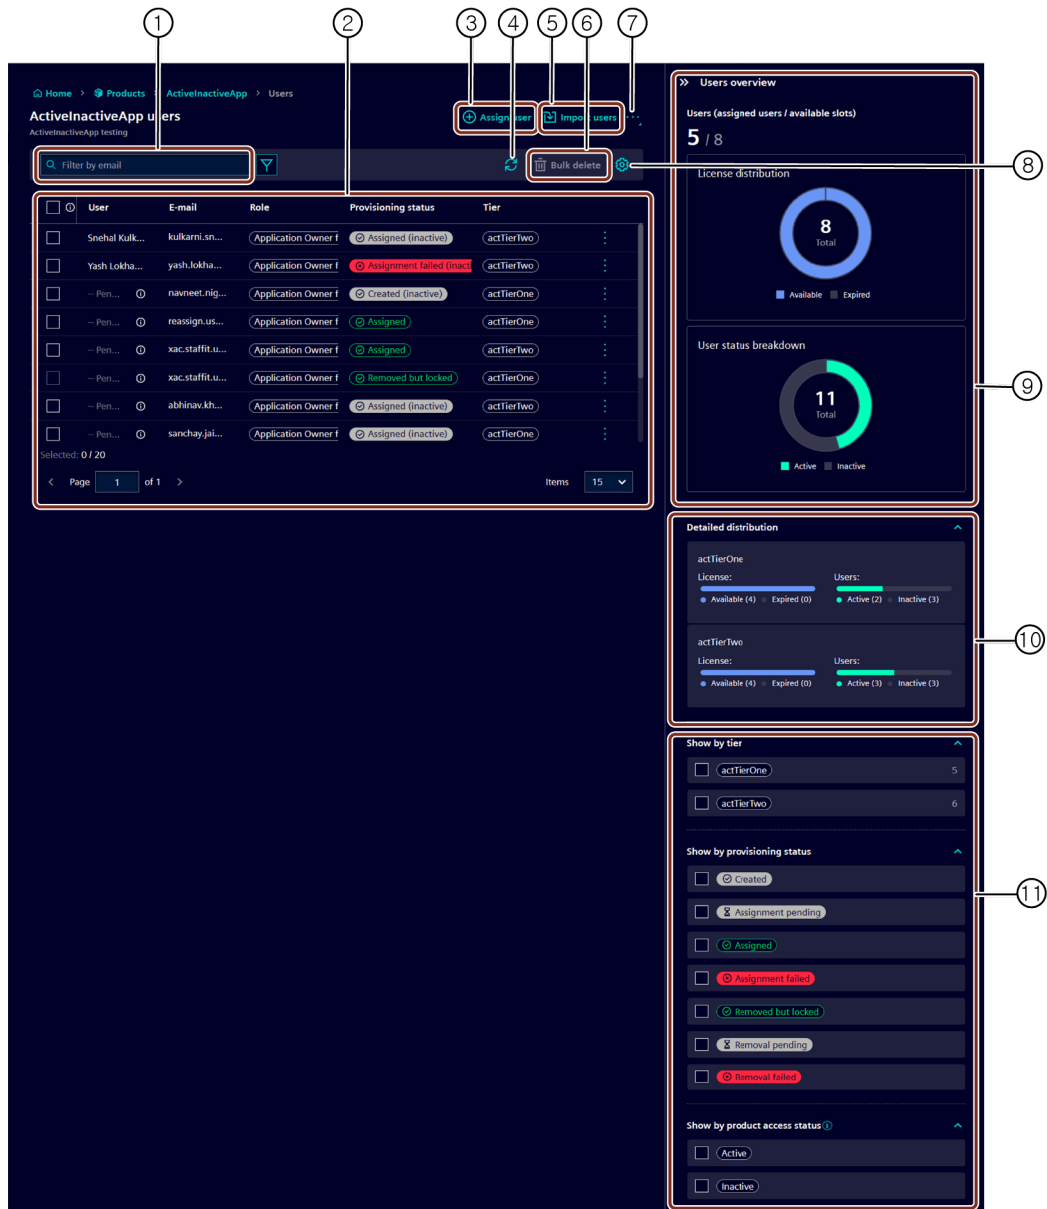 1 2 3 4 5 6 7
Home > Products > ActiveInactiveApp > Users
ActiveInactiveApp users
ActiveInactiveApp testing
Assign user Import users ...
Filter by email
Bulk delete
8
User E-mail Role Provisioning status Tier
Snehal Kulk... kulkarni.sn... Application Owner f Assigned (inactive) actTierTwo
Yash Lokha... yash.lokha... Application Owner f Assignment failed (inacti actTierTwo
– Pen... navneet.nig... Application Owner f Created (inactive) actTierOne
– Pen... reassign.us... Application Owner f Assigned actTierOne
– Pen... xac.staffit.u... Application Owner f Assigned actTierTwo
– Pen... xac.staffit.u... Application Owner f Removed but locked actTierOne
– Pen... abhinav.kh... Application Owner f Assigned (inactive) actTierTwo
– Pen... sanchay.jai... Application Owner f Assigned (inactive) actTierOne
Selected: 0 / 20
< Page 1 of 1 > Items 15
» Users overview
Users (assigned users / available slots)
5 / 8
License distribution
8
Total
Available Expired
User status breakdown
11
Total
Active Inactive
9
Detailed distribution
actTierOne
License: Users:
Available (4) Expired (0) Active (2) Inactive (3)
actTierTwo
License: Users:
Available (4) Expired (0) Active (3) Inactive (3)
10
Show by tier
actTierOne 5
actTierTwo 6
Show by provisioning status
Created
Assignment pending
Assigned
Assignment failed
Removed but locked
Removal pending
Removal failed
11
Show by product access status
Active
Inactive